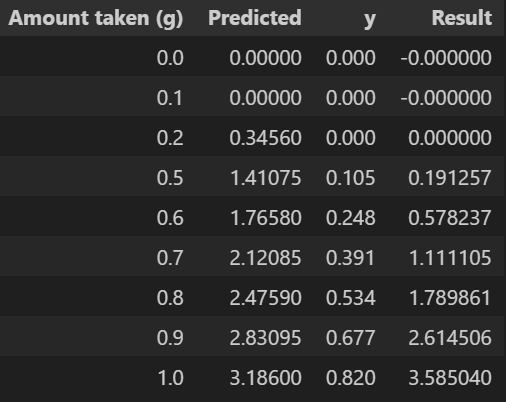 Amount taken (g) Predicted y Result
0.0 0.00000 0.000 -0.000000
0.1 0.00000 0.000 -0.000000
0.2 0.34560 0.000 0.000000
0.5 1.41075 0.105 0.191257
0.6 1.76580 0.248 0.578237
0.7 2.12085 0.391 1.111105
0.8 2.47590 0.534 1.789861
0.9 2.83095 0.677 2.614506
1.0 3.18600 0.820 3.585040